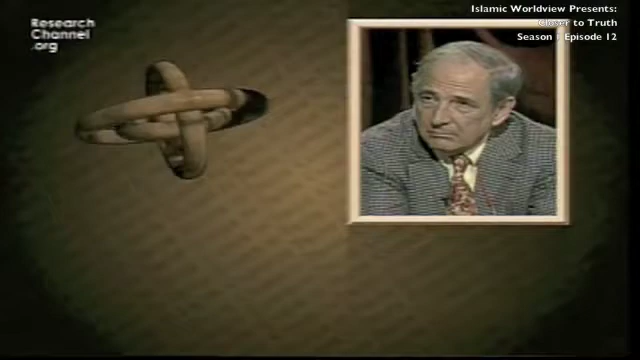 Islamic Worldview Presents:
Closer to Truth
Season 1 Episode 12
Research
Channel
.org